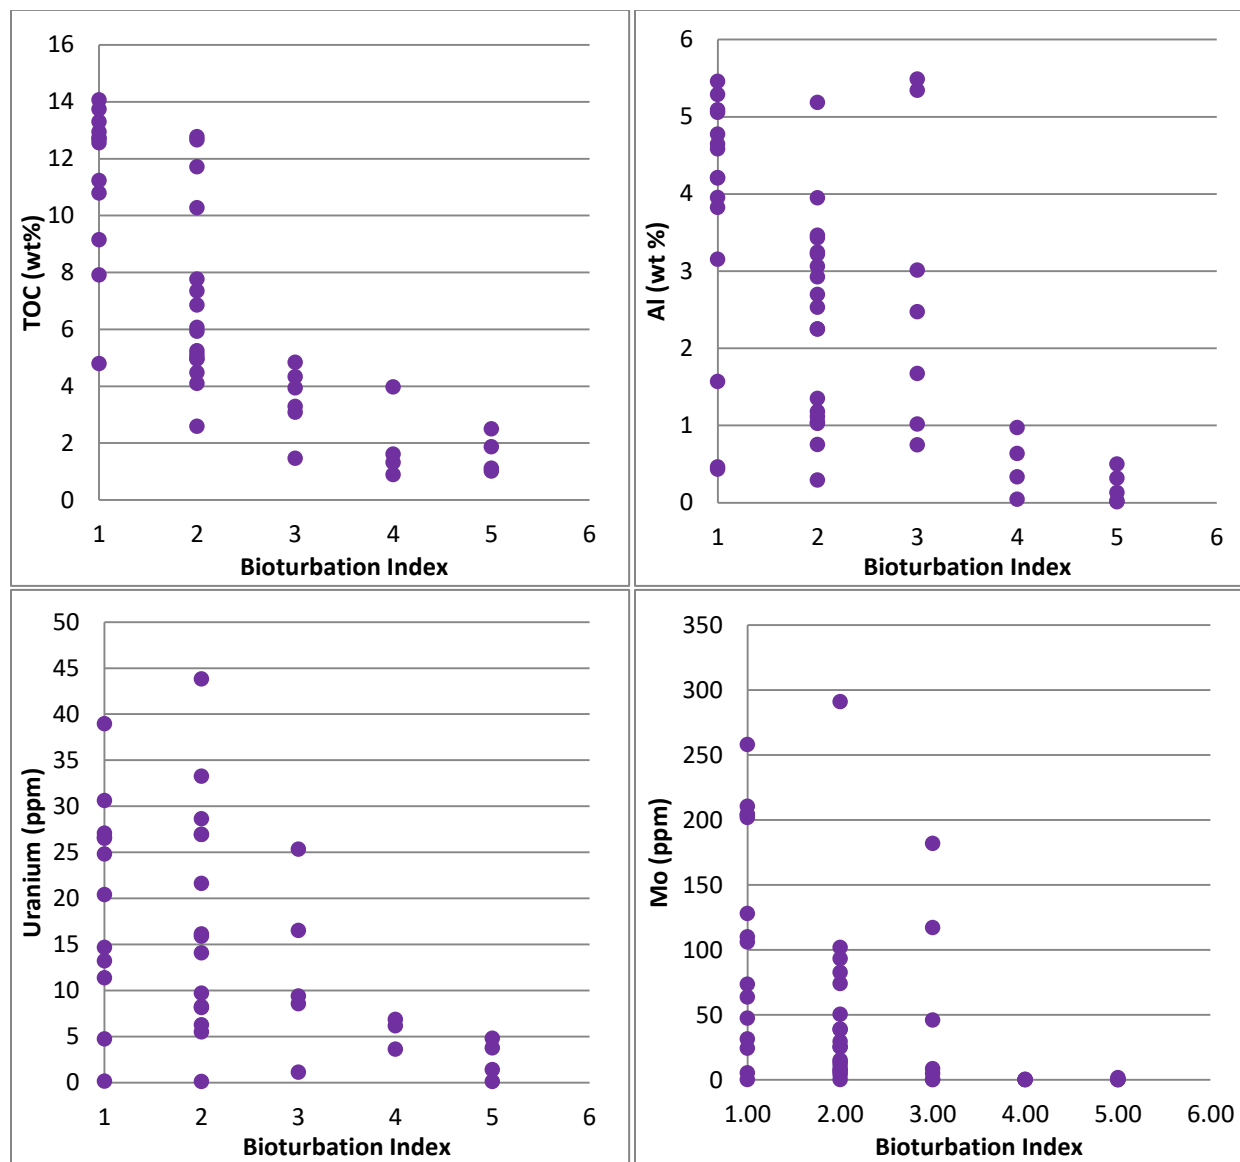 16
14
12
10
8
6
4
2
0
TOC (wt%)
1 2 3 4 5 6
Bioturbation Index
6
5
4
3
2
1
0
Al (wt %)
1 2 3 4 5 6
Bioturbation Index
50
45
40
35
30
25
20
15
10
5
0
Uranium (ppm)
1 2 3 4 5 6
Bioturbation Index
350
300
250
200
150
100
50
0
Mo (ppm)
1.00 2.00 3.00 4.00 5.00 6.00
Bioturbation Index